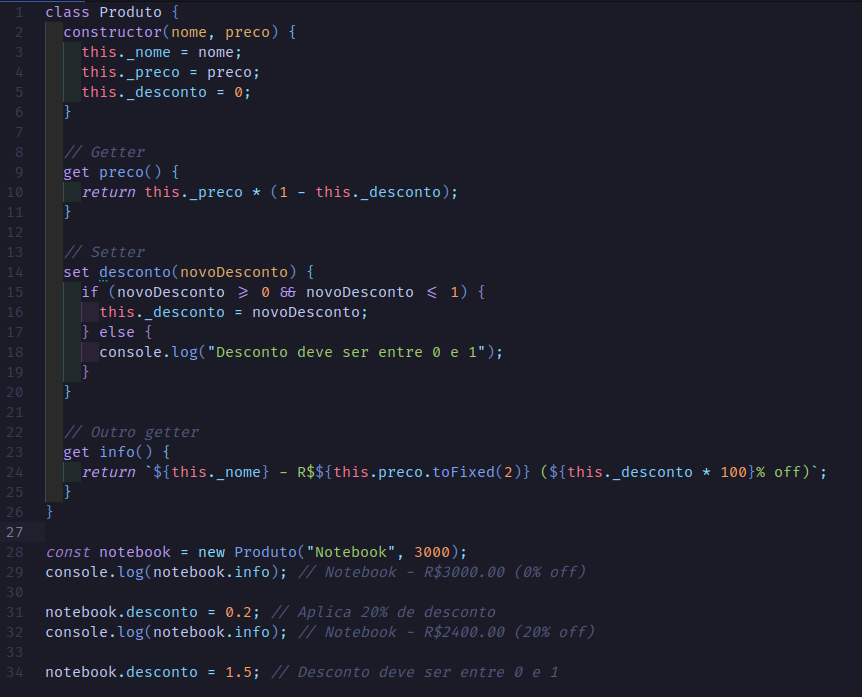 1 class Produto {
2 constructor(nome, preco) {
3 this._nome = nome;
4 this._preco = preco;
5 this._desconto = 0;
6 }
7
8 // Getter
9 get preco() {
10 return this._preco * (1 - this._desconto);
11 }
12
13 // Setter
14 set desconto(novoDesconto) {
15 if (novoDesconto >= 0 && novoDesconto <= 1) {
16 this._desconto = novoDesconto;
17 } else {
18 console.log("Desconto deve ser entre 0 e 1");
19 }
20 }
21
22 // Outro getter
23 get info() {
24 return `${this._nome} - R$${this.preco.toFixed(2)} (${this._desconto * 100}% off)`;
25 }
26 }
27
28 const notebook = new Produto("Notebook", 3000);
29 console.log(notebook.info); // Notebook - R$3000.00 (0% off)
30
31 notebook.desconto = 0.2; // Aplica 20% de desconto
32 console.log(notebook.info); // Notebook - R$2400.00 (20% off)
33
34 notebook.desconto = 1.5; // Desconto deve ser entre 0 e 1